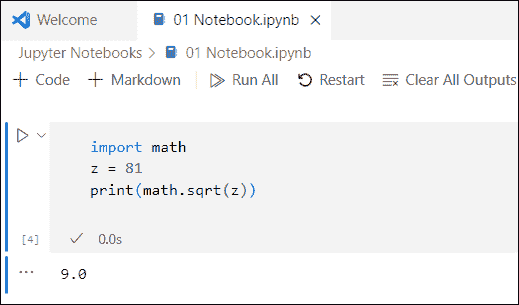 Welcome 01 Notebook.ipynb
Jupyter Notebooks > 01 Notebook.ipynb
+ Code + Markdown Run All Restart Clear All Outputs
import math
z = 81
print(math.sqrt(z))
[4] 0.0s
9.0